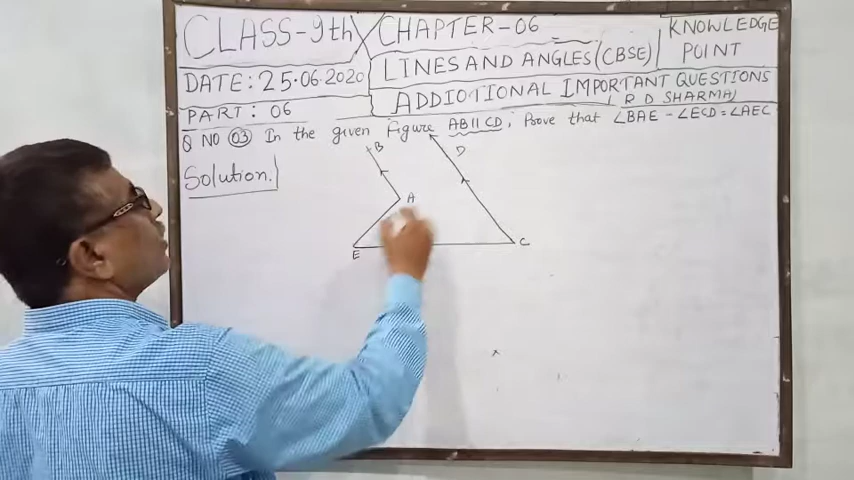 CLASS-9th CHAPTER-06
KNOWLEDGE
POINT
LINES AND ANGLES (CBSE)
DATE: 25.06.2020
ADDIOTIONAL IMPORTANT QUESTIONS
(R D SHARMA)
PART: 06
Q NO 03 In the given Figure AB||CD, Prove that ∠BAE - ∠ECD = ∠AEC
Solution.
B
D
A
E
C